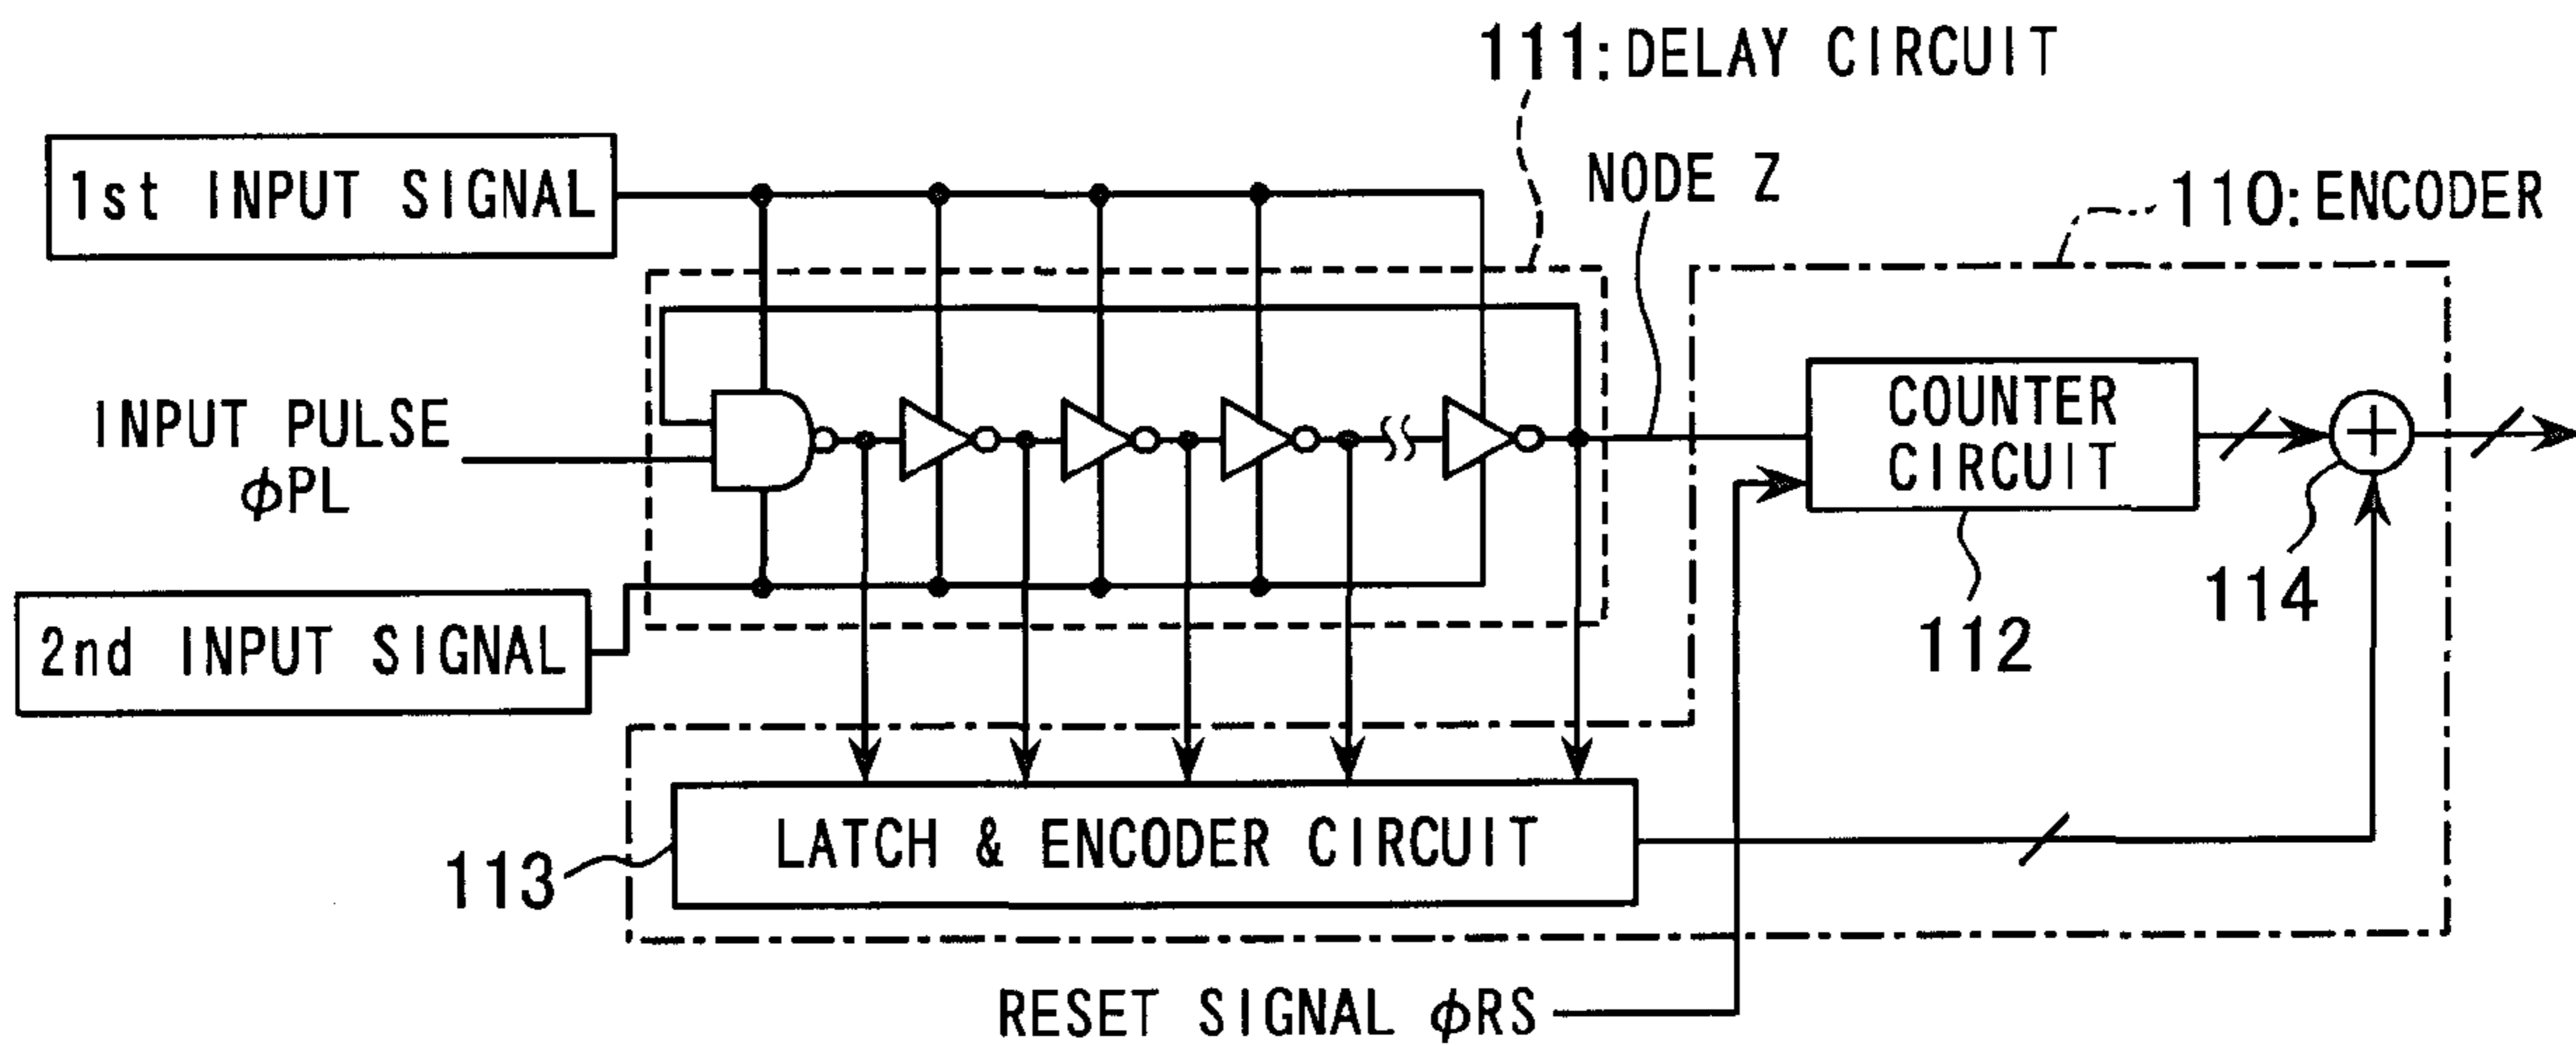 111: DELAY CIRCUIT
1st INPUT SIGNAL
NODE Z
110: ENCODER
INPUT PULSE
ϕPL
COUNTER
CIRCUIT
114
2nd INPUT SIGNAL
112
LATCH & ENCODER CIRCUIT
113
RESET SIGNAL ϕRS